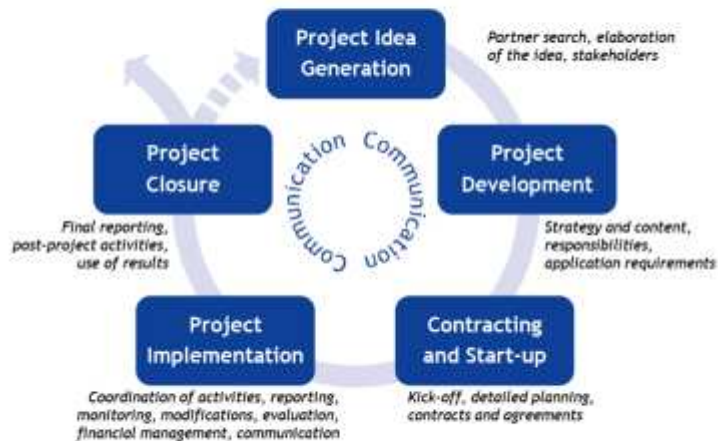 Project Idea
Generation
Partner search, elaboration
of the idea, stakeholders
Project
Closure
Communication Communication
Project
Development
Final reporting,
post-project activities,
use of results
Strategy and content,
responsibilities,
application requirements
Project
Implementation
Contracting
and Start-up
Coordination of activities, reporting,
monitoring, modifications, evaluation,
financial management, communication
Kick-off, detailed planning,
contracts and agreements